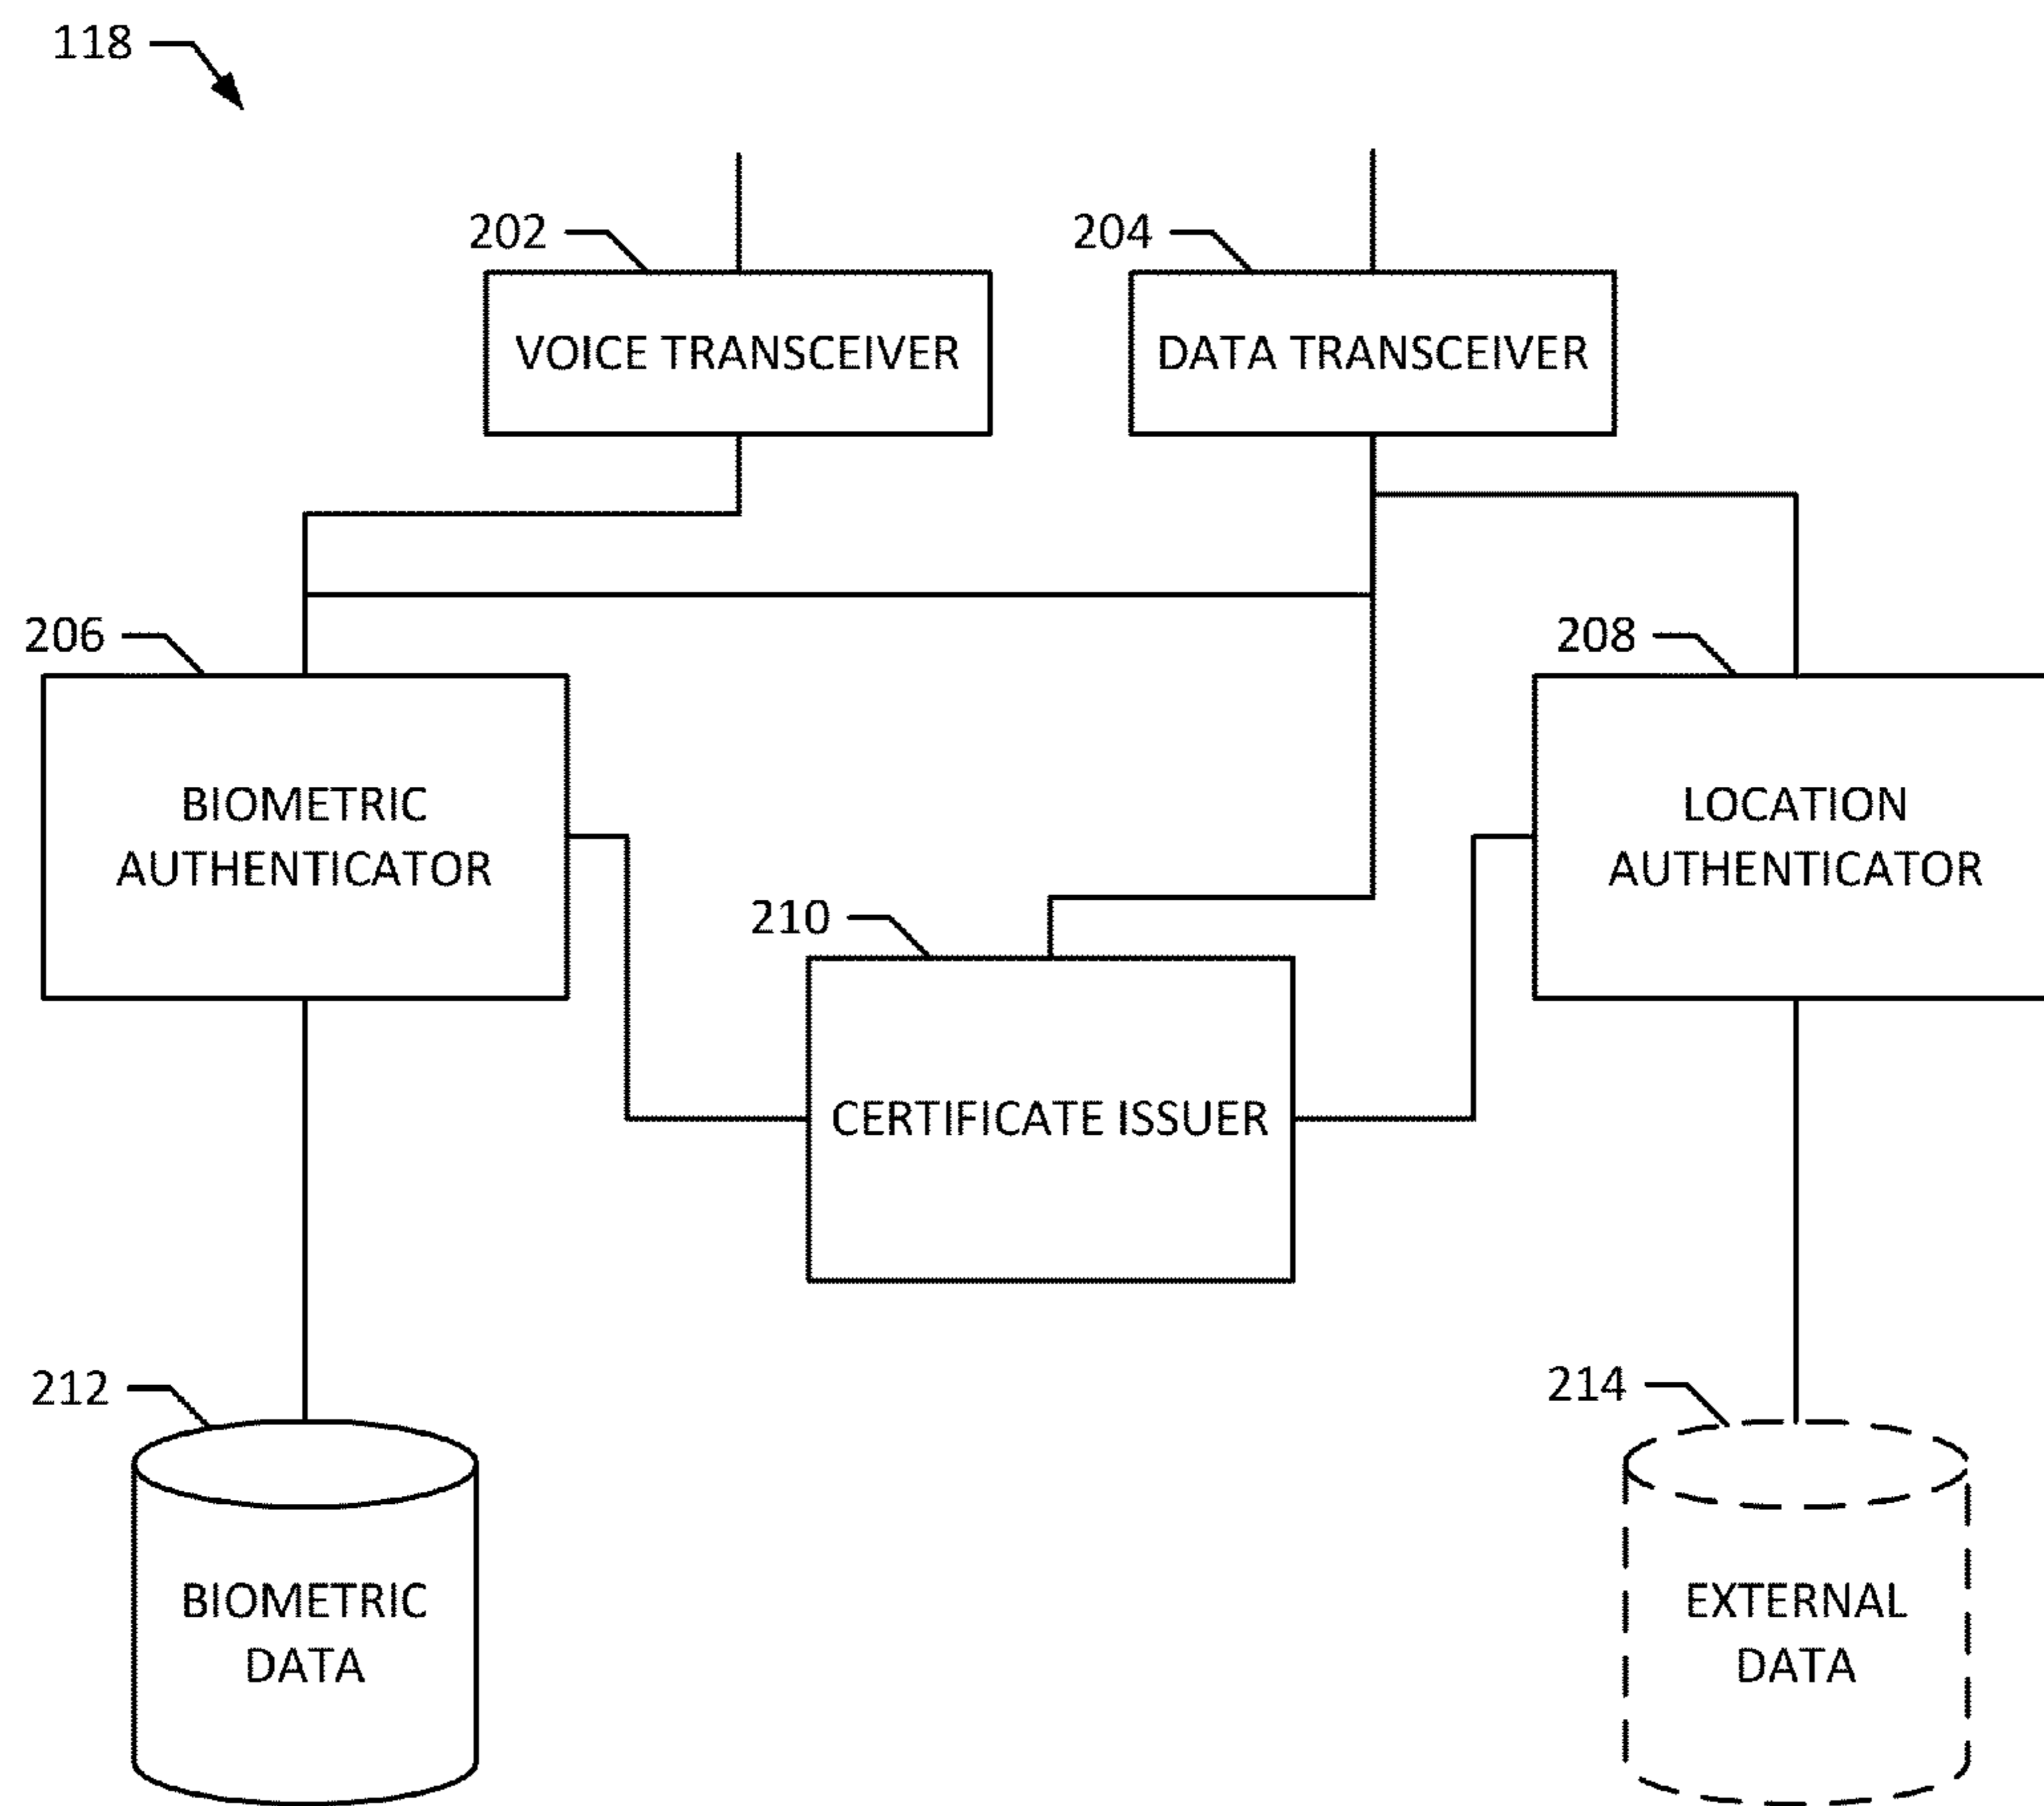 118
202
204
VOICE TRANSCEIVER
DATA TRANSCEIVER
206
208
BIOMETRIC
AUTHENTICATOR
LOCATION
AUTHENTICATOR
210
CERTIFICATE ISSUER
212
214
BIOMETRIC
DATA
EXTERNAL
DATA